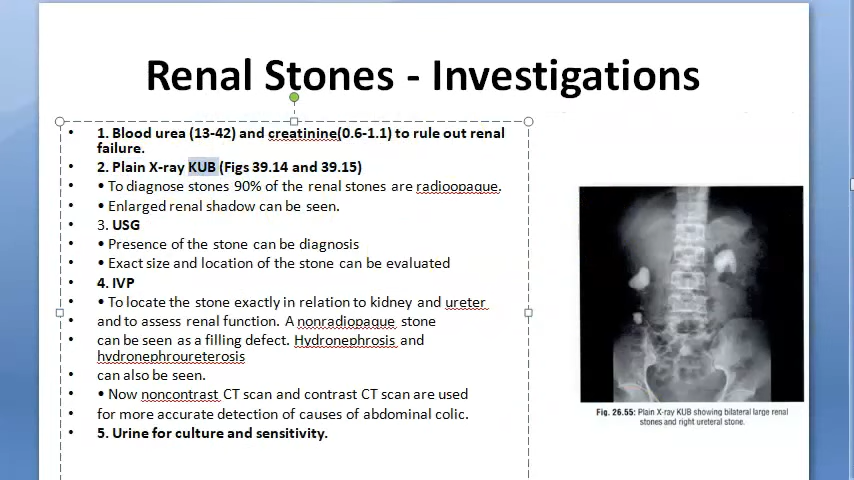 Renal Stones - Investigations
• 1. Blood urea (13-42) and creatinine(0.6-1.1) to rule out renal
failure.
• 2. Plain X-ray KUB (Figs 39.14 and 39.15)
• • To diagnose stones 90% of the renal stones are radioopaque.
• • Enlarged renal shadow can be seen.
• 3. USG
• • Presence of the stone can be diagnosis
• • Exact size and location of the stone can be evaluated
• 4. IVP
• • To locate the stone exactly in relation to kidney and ureter
• and to assess renal function. A nonradiopaque stone
• can be seen as a filling defect. Hydronephrosis and
hydronephroureterosis
• can also be seen.
• • Now noncontrast CT scan and contrast CT scan are used
• for more accurate detection of causes of abdominal colic.
• 5. Urine for culture and sensitivity.
Fig. 26.55: Plain X-ray KUB showing bilateral large renal
stones and right ureteral stone.